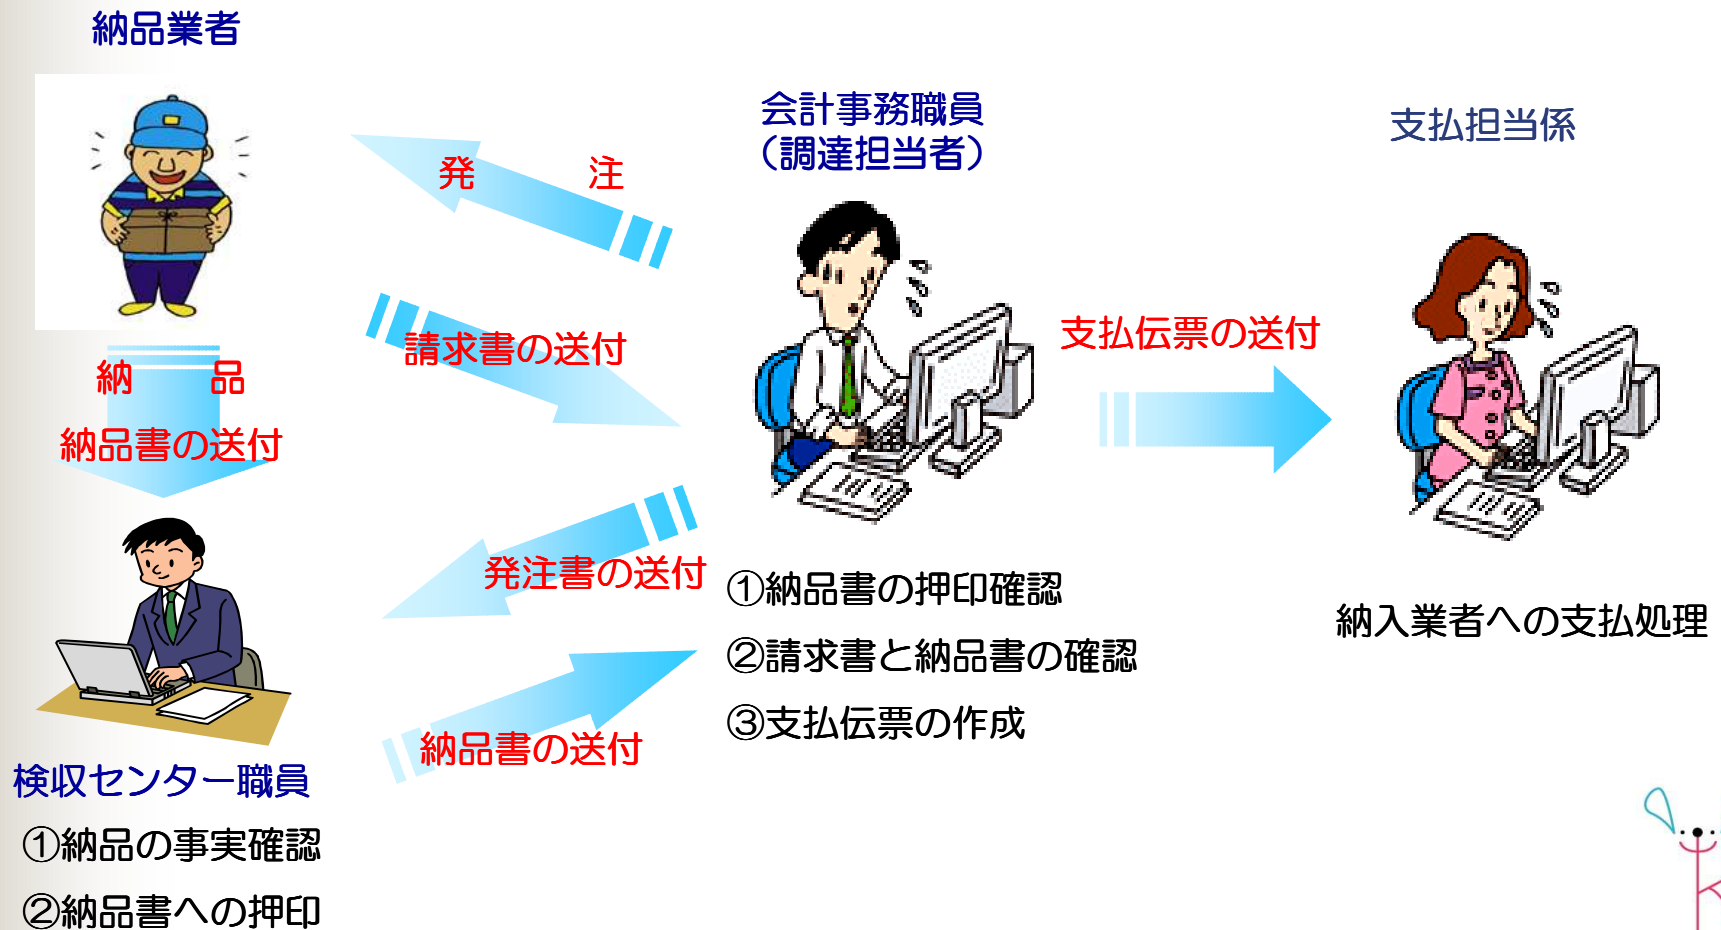 納品業者
会計事務職員
（調達担当者）
支払担当係
発　　　注
請求書の送付
支払伝票の送付
納　　品
納品書の送付
発注書の送付
①納品書の押印確認
②請求書と納品書の確認
③支払伝票の作成
納入業者への支払処理
納品書の送付
検収センター職員
①納品の事実確認
②納品書への押印